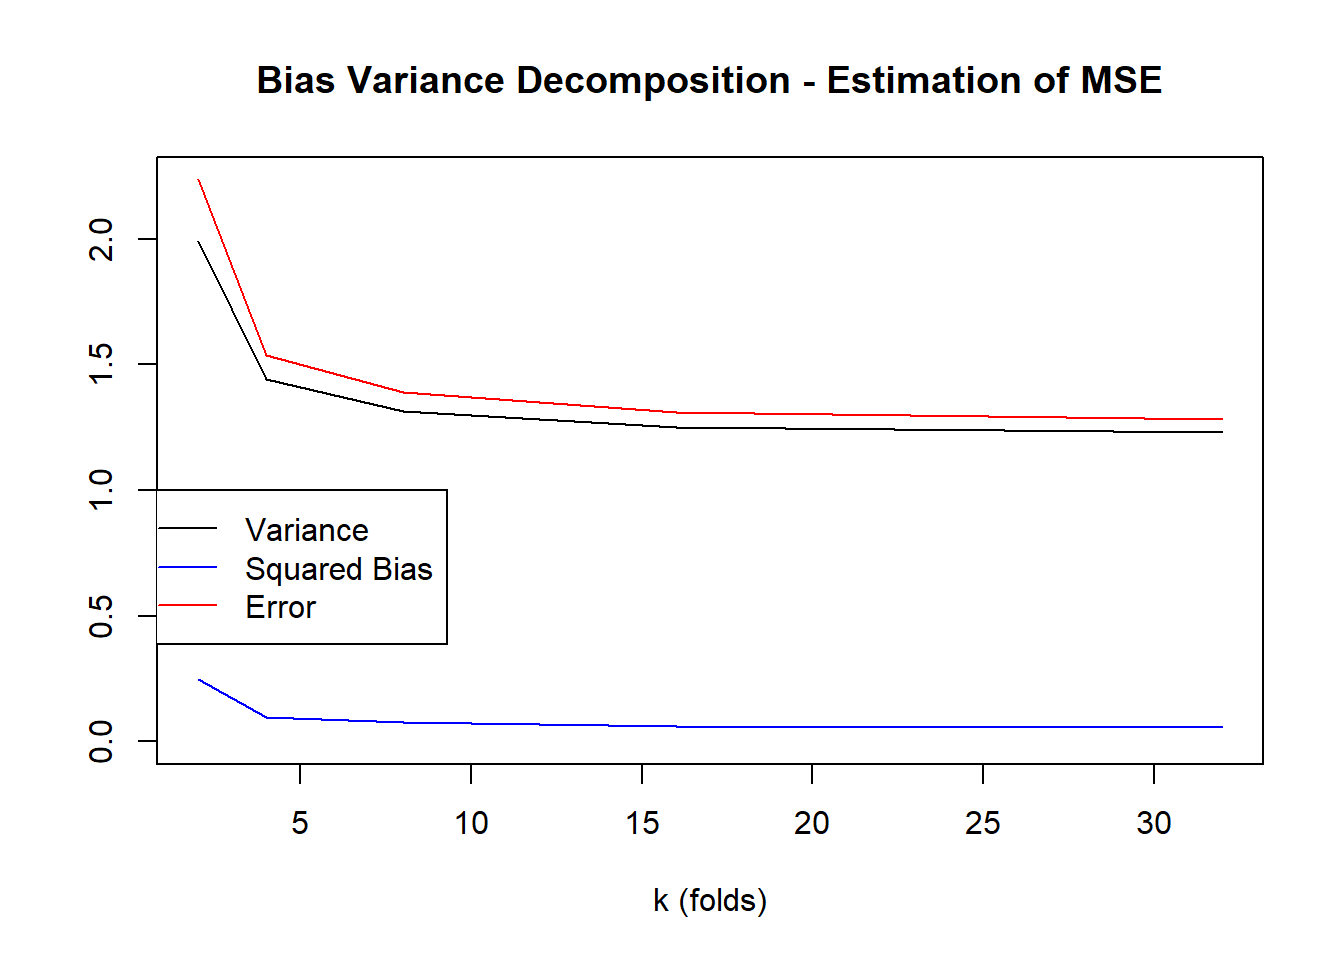 Bias Variance Decomposition - Estimation of MSE
2.0
1.5
1.0
0.5
0.0
Variance
Squared Bias
Error
5 10 15 20 25 30
k (folds)